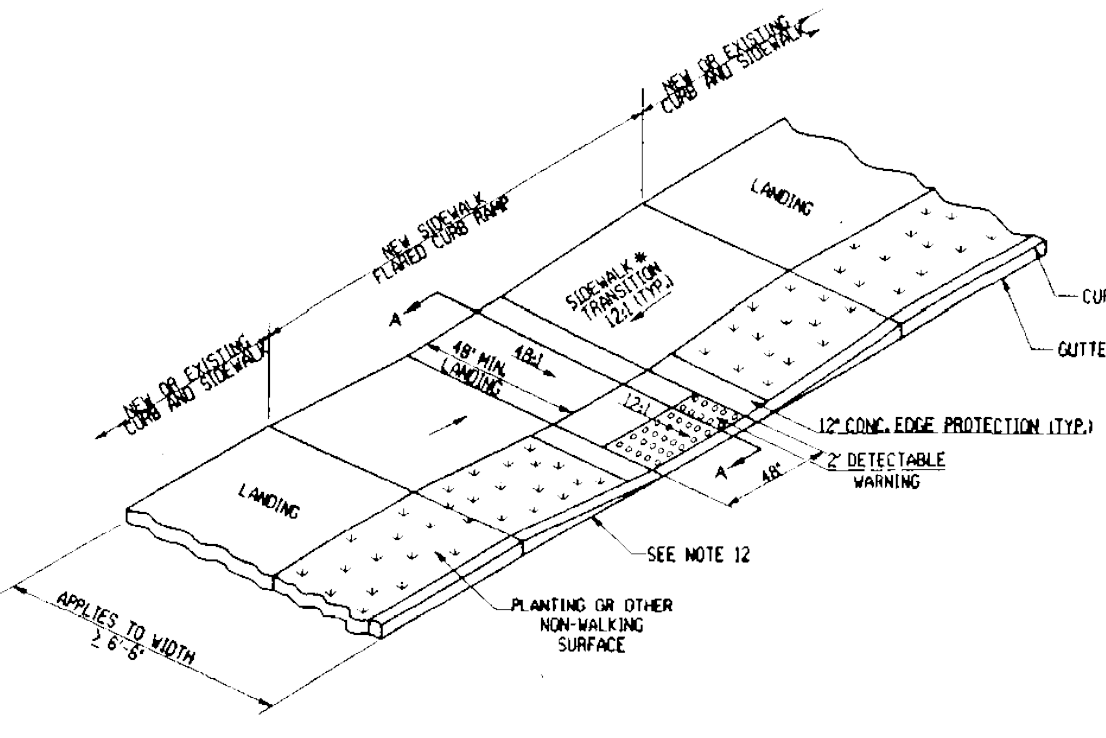 NEW OR EXISTING
CURB AND SIDEWALK
NEW SIDEWALK
FLARED CURB RAMP
NEW OR EXISTING
CURB AND SIDEWALK
LANDING
SIDEWALK *
TRANSITION
12:1 (TYP.)
A
48:1
48" MIN.
LANDING
12:1
CU
GUTTE
12" CONC. EDGE PROTECTION (TYP.)
2' DETECTABLE
WARNING
A
48"
LANDING
SEE NOTE 12
PLANTING OR OTHER
NON-WALKING
SURFACE
APPLIES TO WIDTH
≥ 6'-6"